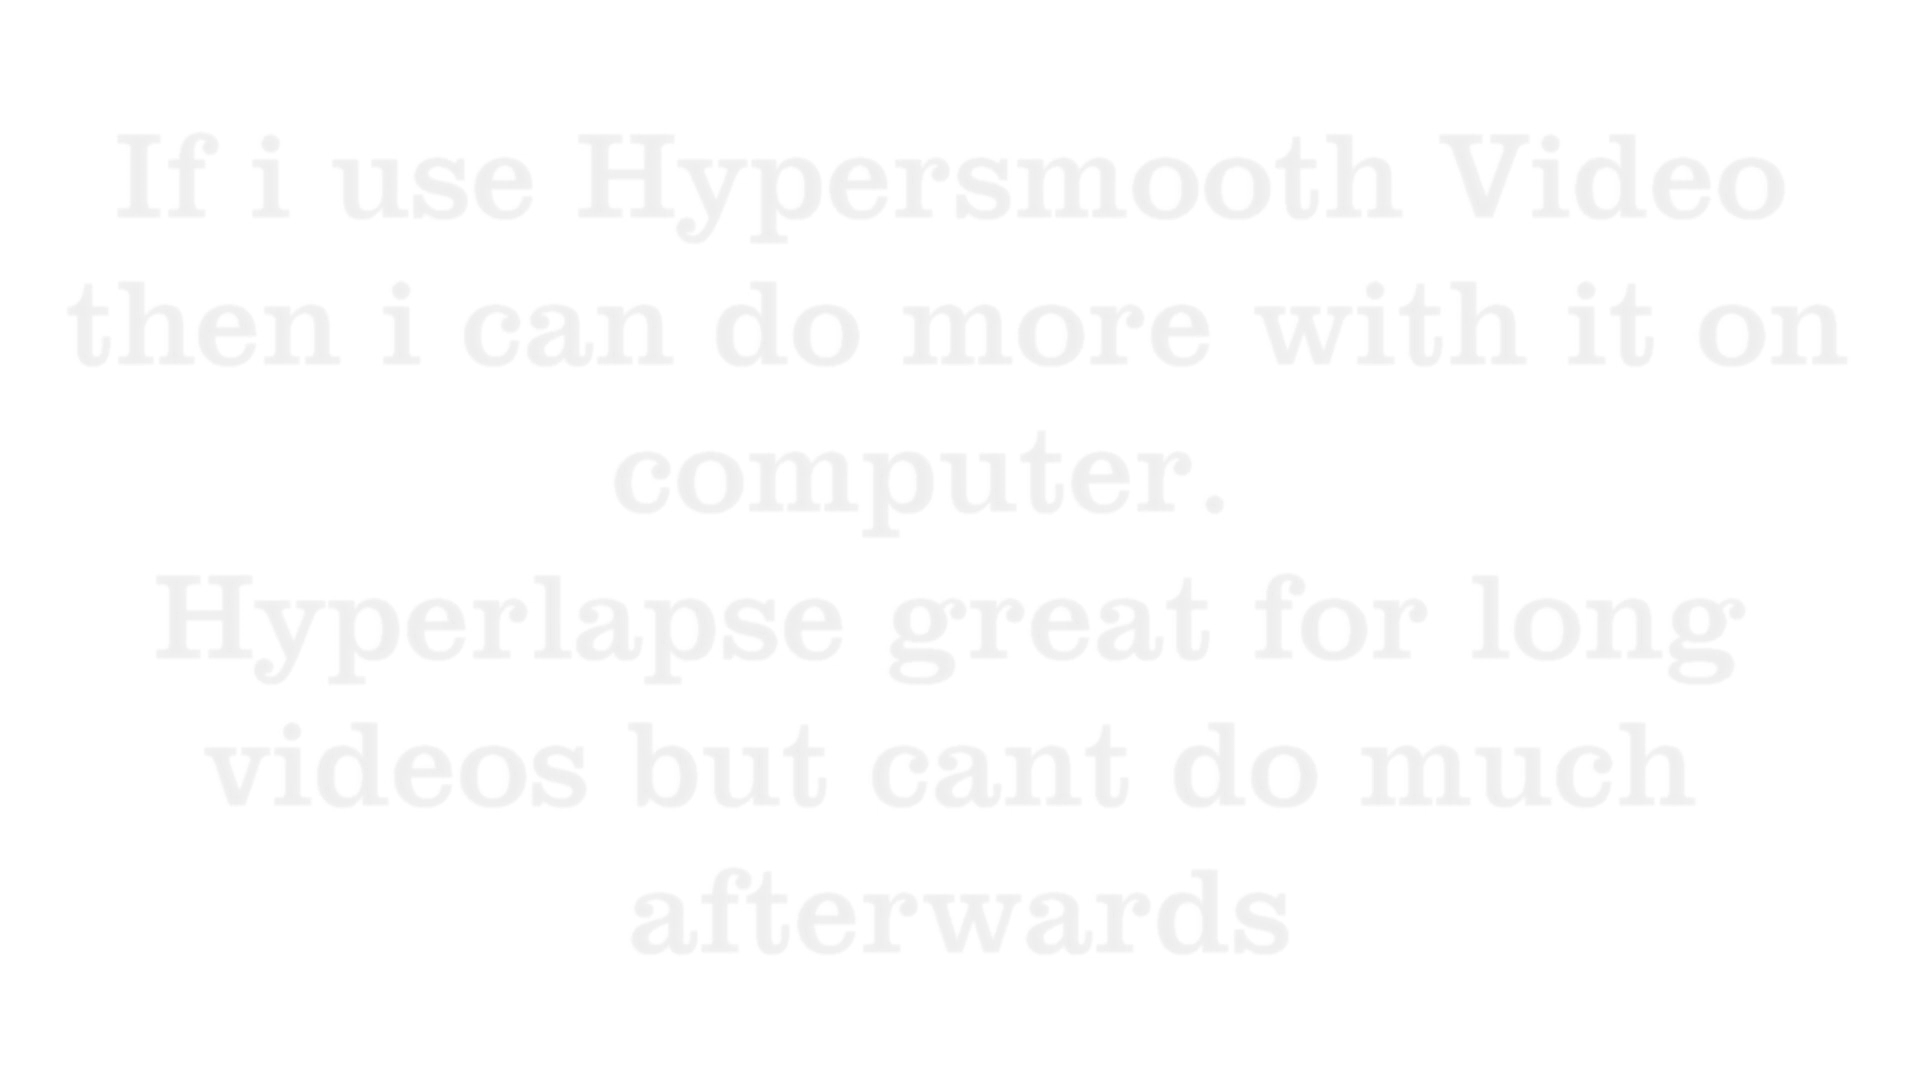 If i use Hypersmooth Video
then i can do more with it on
computer.
Hyperlapse great for long
videos but cant do much
afterwards